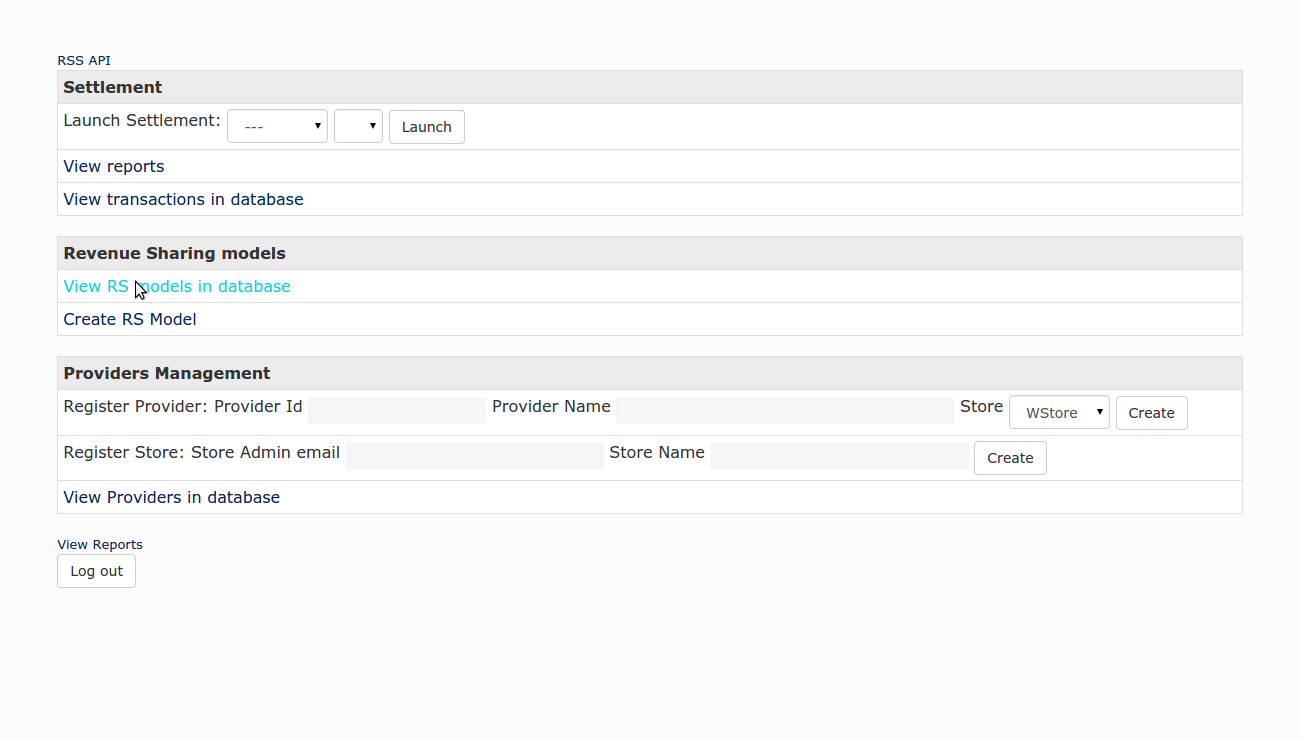 RSS API
Settlement
Launch Settlement: --- Launch
View reports
View transactions in database
Revenue Sharing models
View RS models in database
Create RS Model
Providers Management
Register Provider: Provider Id Provider Name Store WStore Create
Register Store: Store Admin email Store Name Create
View Providers in database
View Reports
Log out